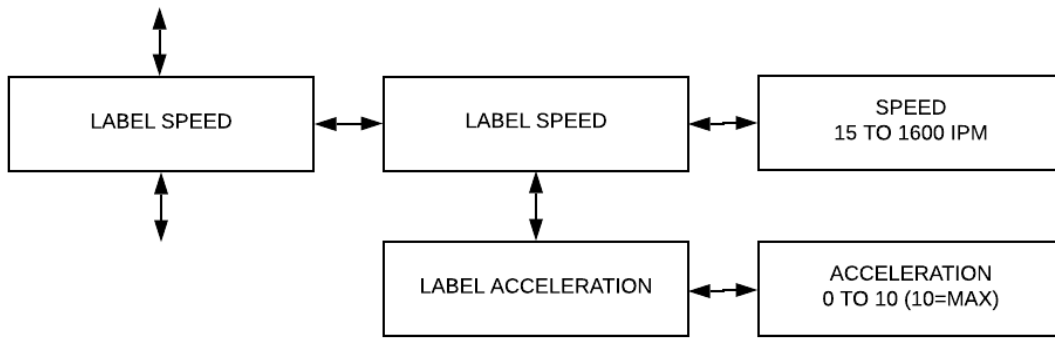 LABEL SPEED
LABEL SPEED
SPEED
15 TO 1600 IPM
LABEL ACCELERATION
ACCELERATION
0 TO 10 (10=MAX)